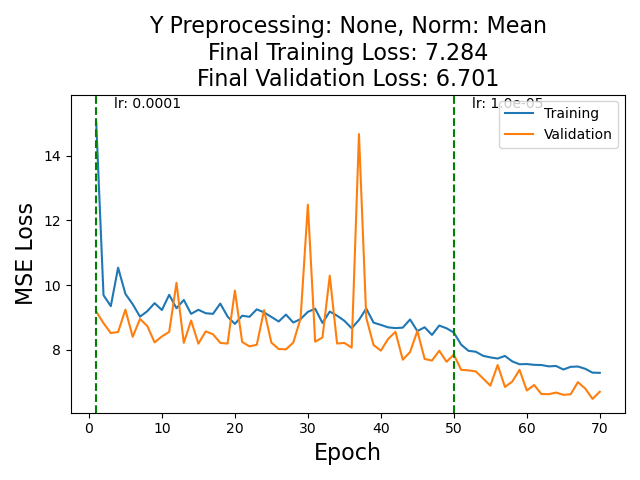 Y Preprocessing: None, Norm: Mean
Final Training Loss: 7.284
Final Validation Loss: 6.701
lr: 0.0001
lr: 1.0e-05
Training
Validation
MSE Loss
14
12
10
8
0
10
20
30
40
50
60
70
Epoch